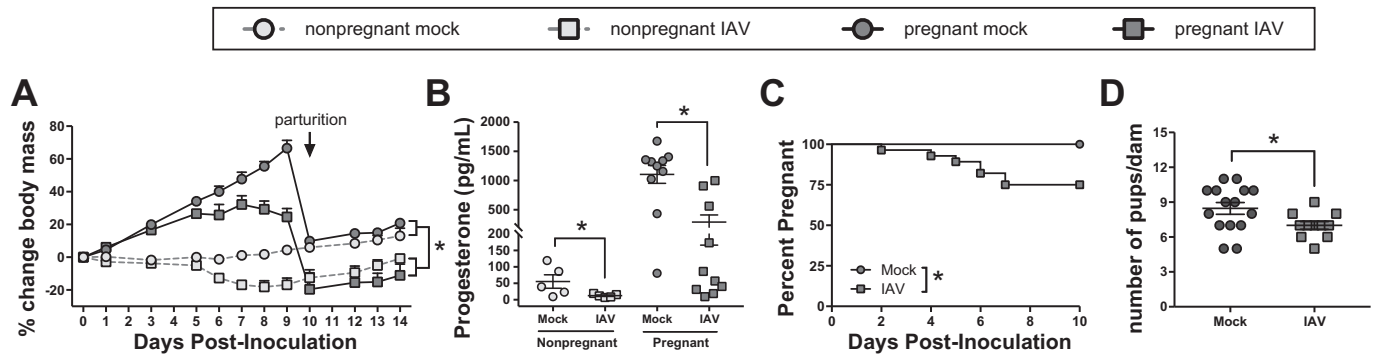 nonpregnant mock nonpregnant IAV pregnant mock pregnant IAV
A
parturition
% change body mass
80
60
40
20
0
-20
0 1 2 3 4 5 6 7 8 9 10 11 12 13 14
Days Post-Inoculation
*
B
Progesterone (pg/mL)
2000
1500
1000
500
200
150
100
50
0
*
*
Mock IAV Mock IAV
Nonpregnant Pregnant
C
Percent Pregnant
100
75
50
25
0
Mock
IAV
*
0 2 4 6 8 10
Days Post-Inoculation
D
number of pups/dam
15
12
9
6
3
0
*
Mock IAV